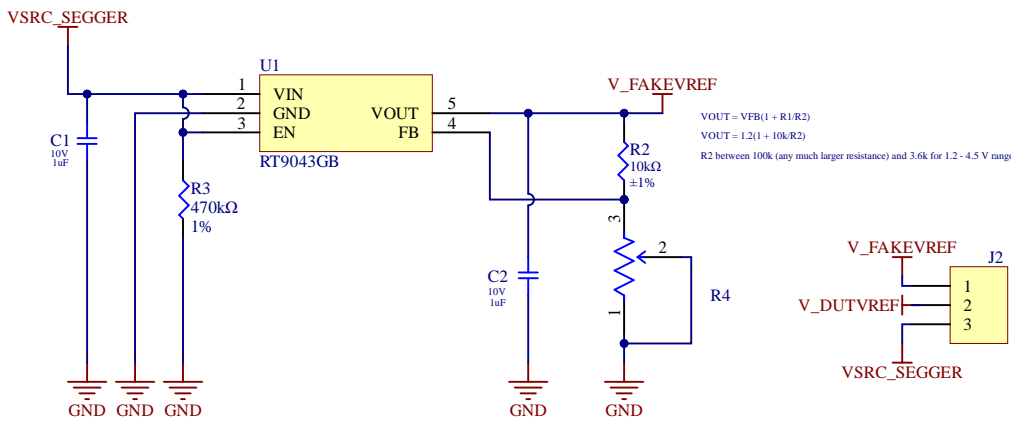 VSRC_SEGGER
U1
V_FAKEVREF
1
VIN
2
GND
VOUT
5
3
EN
FB
4
RT9043GB
C1
10V
1uF
R3
470kΩ
1%
R2
10kΩ
±1%
VOUT = VFB(1 + R1/R2)
VOUT = 1.2(1 + 10k/R2)
R2 between 100k (any much larger resistance) and 3.6k for 1.2 - 4.5 V range
3
2
1
R4
C2
10V
1uF
GND
GND
GND
GND
GND
V_FAKEVREF
J2
1
V_DUTVREF
2
3
VSRC_SEGGER